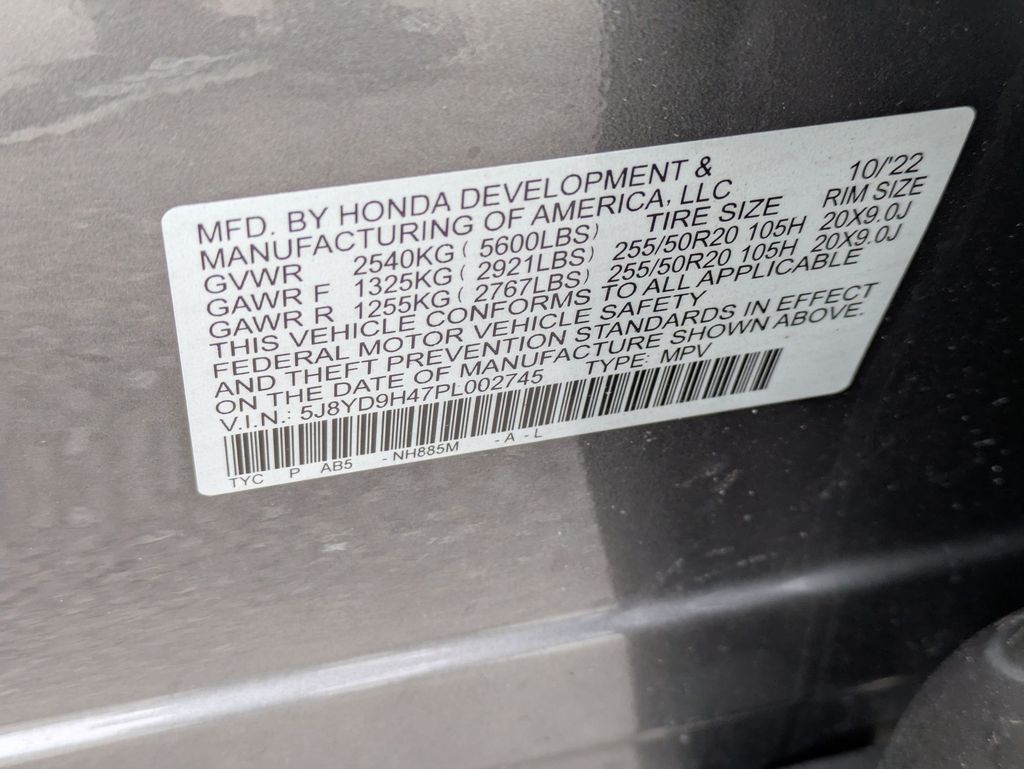 MFD. BY HONDA DEVELOPMENT & 10/'22
MANUFACTURING OF AMERICA, LLC
GVWR 2540KG ( 5600LBS) TIRE SIZE RIM SIZE
GAWR F 1325KG ( 2921LBS) 255/50R20 105H 20X9.0J
GAWR R 1255KG ( 2767LBS) 255/50R20 105H 20X9.0J
THIS VEHICLE CONFORMS TO ALL APPLICABLE
FEDERAL MOTOR VEHICLE SAFETY
AND THEFT PREVENTION STANDARDS IN EFFECT
ON THE DATE OF MANUFACTURE SHOWN ABOVE.
V.I.N.: 5J8YD9H47PL002745 TYPE: MPV
TYC P AB5 - NH885M - A - L